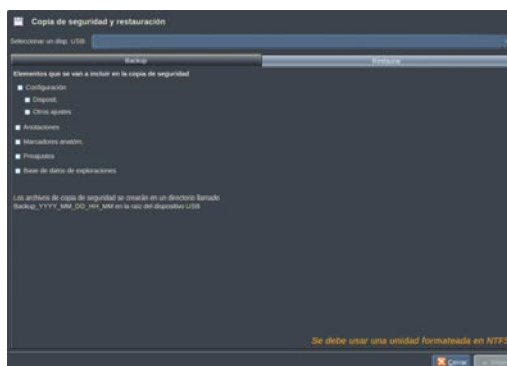 Copia de seguridad y restauración
Seleccionar un disp. USB:
Backup
Restaurar
Elementos que se van a incluir en la copia de seguridad
Configuración
Disposit.
Otros ajustes
Anotaciones
Marcadores anatóm.
Preajustes
Base de datos de exploraciones
Los archivos de copia de seguridad se crearán en un directorio llamado
Backup_YYYY_MM_DD_HH_MM en la raíz del dispositivo USB
Se debe usar una unidad formateada en NTFS
Cerrar